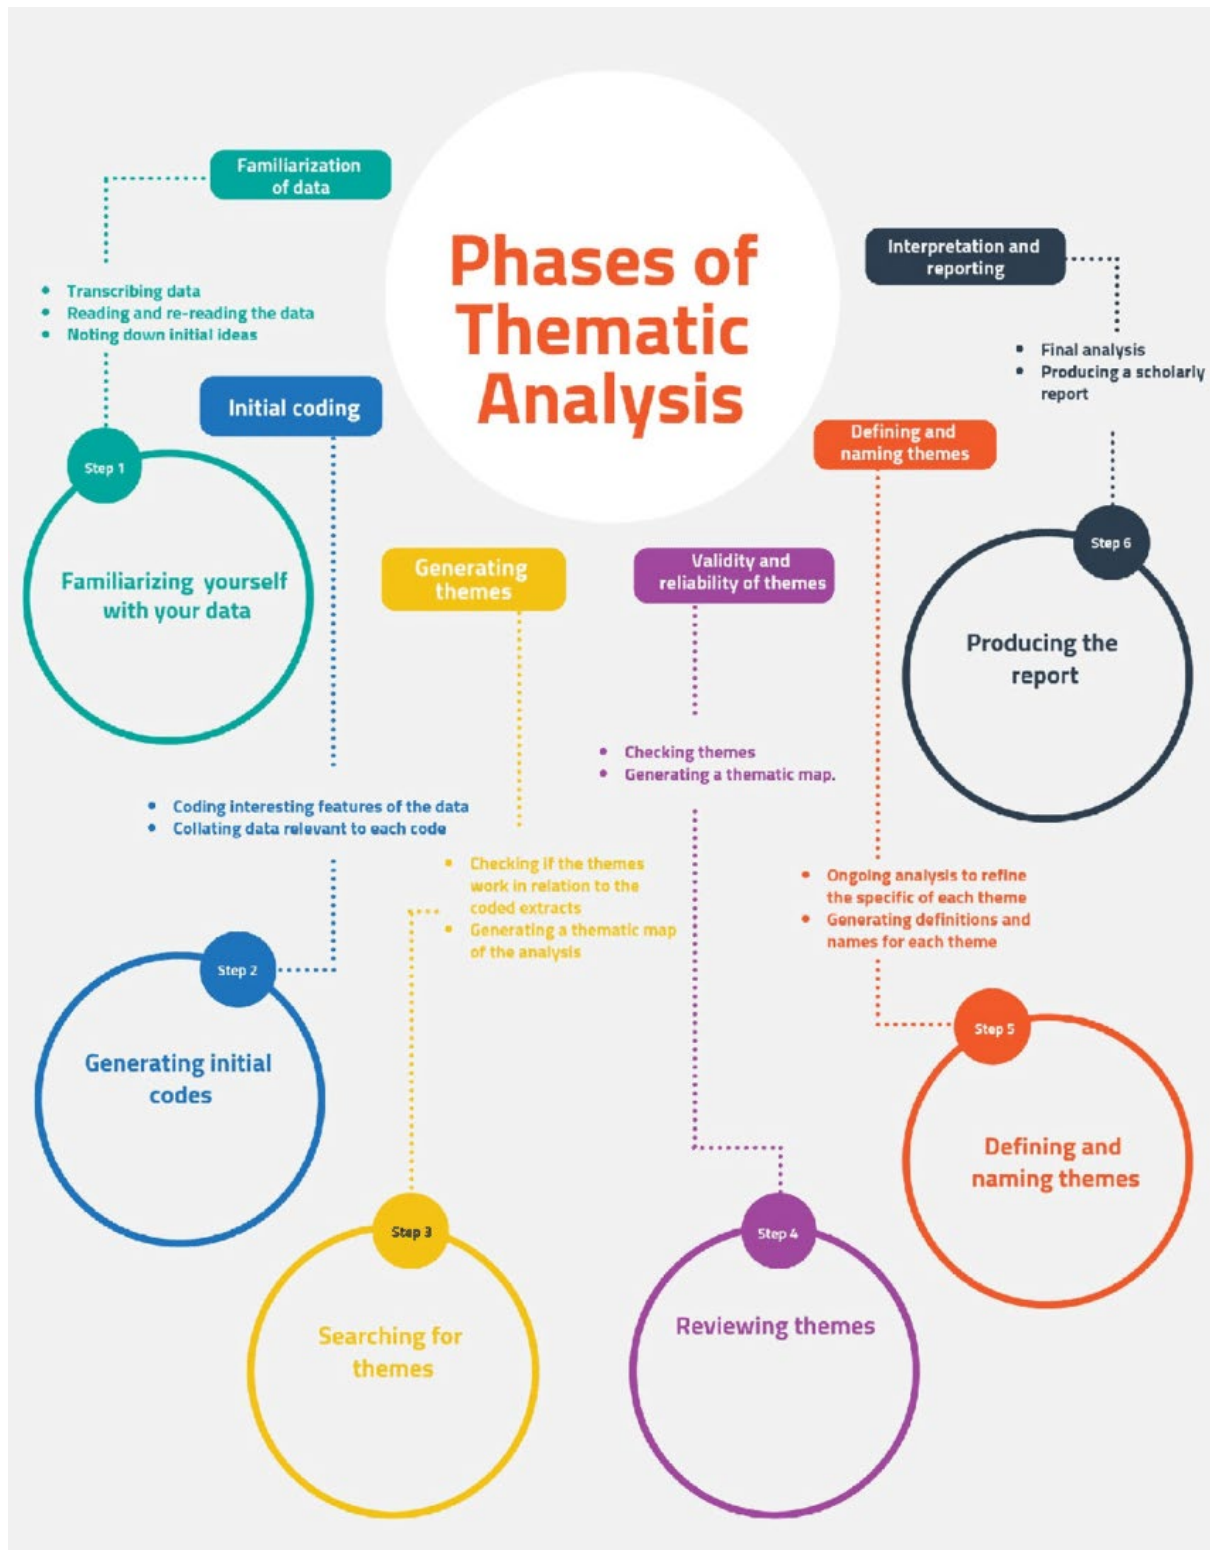 Phases of
Thematic
Analysis
Familiarization
of data
• Transcribing data
• Reading and re-reading the data
• Noting down initial ideas
Step 1
Familiarizing yourself
with your data
Initial coding
• Coding interesting features of the data
• Collating data relevant to each code
Step 2
Generating initial
codes
Generating
themes
• Checking if the themes
work in relation to the
coded extracts
• Generating a thematic map
of the analysis
Step 3
Searching for
themes
Validity and
reliability of themes
• Checking themes
• Generating a thematic map.
Step 4
Reviewing themes
Defining and
naming themes
• Ongoing analysis to refine
the specific of each theme
• Generating definitions and
names for each theme
Step 5
Defining and
naming themes
Interpretation and
reporting
• Final analysis
• Producing a scholarly
report
Step 6
Producing the
report